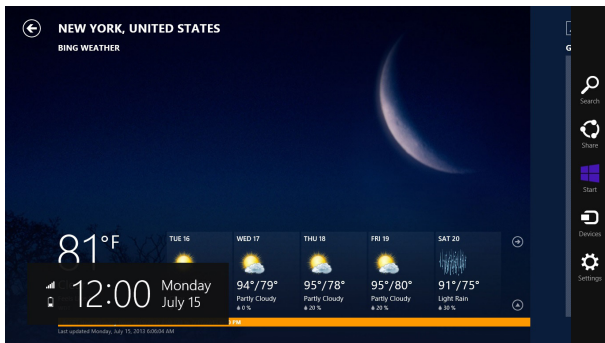 NEW YORK, UNITED STATES
BING WEATHER
G
Search
Share
Start
Devices
Settings
81°F
TUE 16
WED 17
THU 18
FRI 19
SAT 20
94°/79°
95°/78°
95°/80°
91°/75°
Partly Cloudy
Partly Cloudy
Partly Cloudy
Light Rain
0 %
20 %
20 %
30 %
12:00
Monday
July 15
PM
Last updated Monday, July 15, 2013 6:06:04 AM